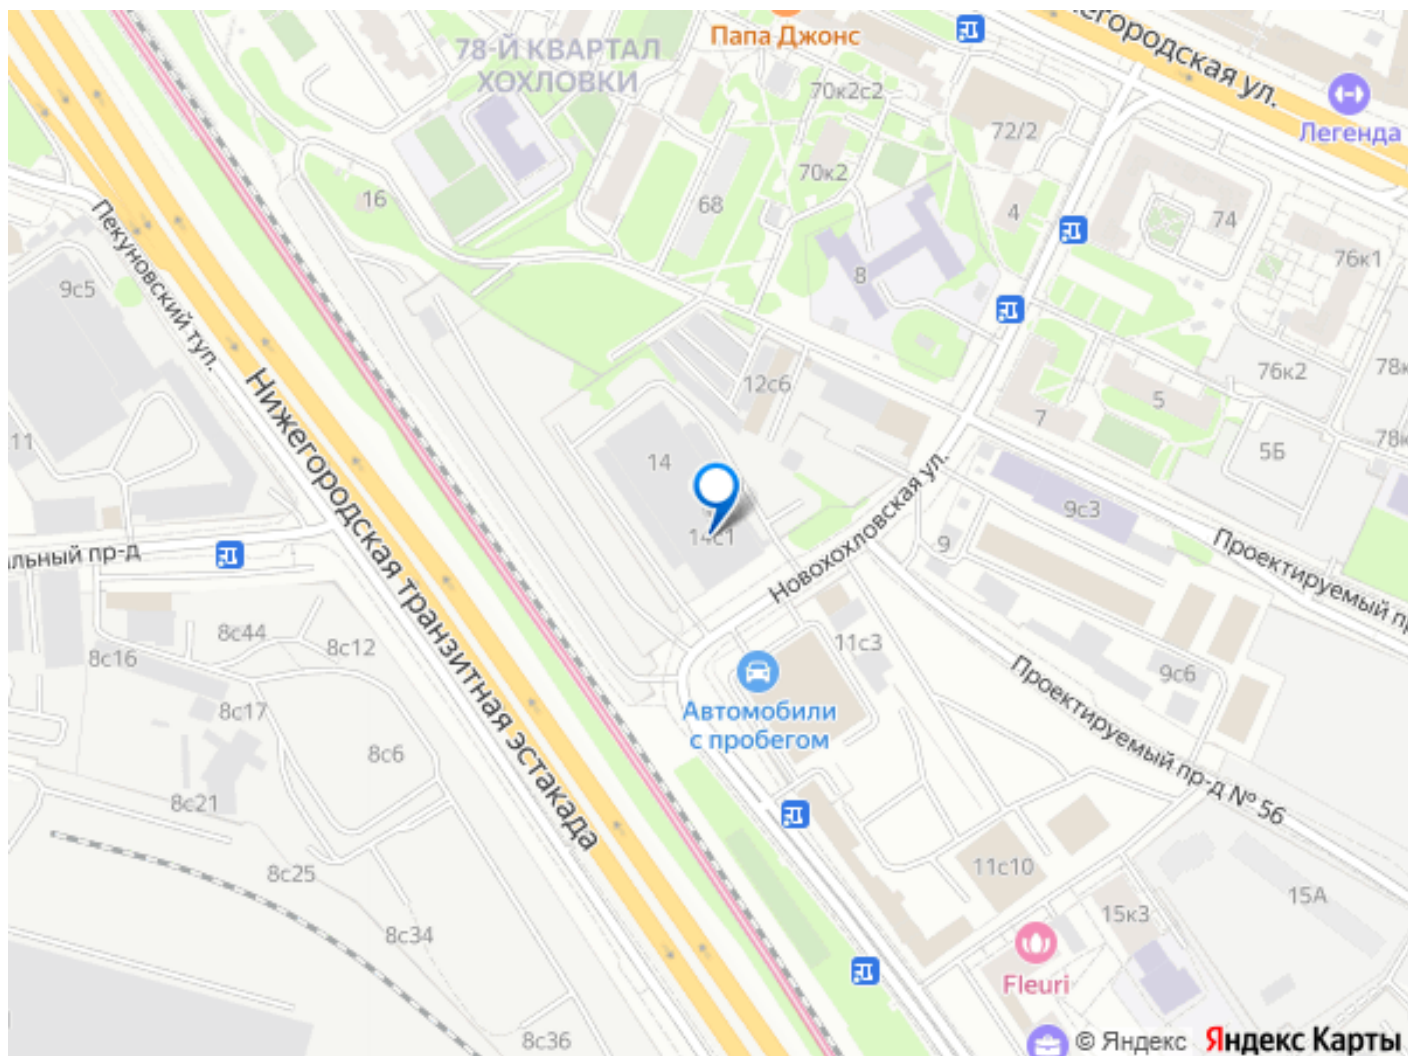 Папа Джонс
78-Й КВАРТАЛ
ХОХЛОВКИ
егородская ул.
70к2с2
Легенда
72/2
70к2
16
68
4
74
76к1
8
9с5
Пекуновский туп.
12с6
76к2
78к
5
7
78к
11
14
5Б
9с3
14с1
9
Новохохловская ул.
Проектируемый пр
альный пр-д
Нижегородская транзитная эстакада
8с44
8с12
8с16
11с3
9с6
Проектируемый пр-д № 56
8с17
Автомобили
с пробегом
8с6
8с21
8с25
11с10
15А
15к3
8с34
Fleuri
8с36
© Яндекс Яндекс Карты